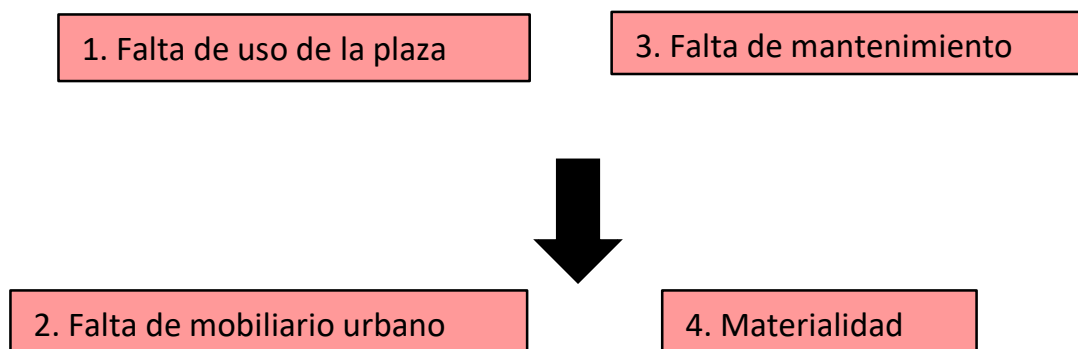 1. Falta de uso de la plaza
3. Falta de mantenimiento
2. Falta de mobiliario urbano
4. Materialidad